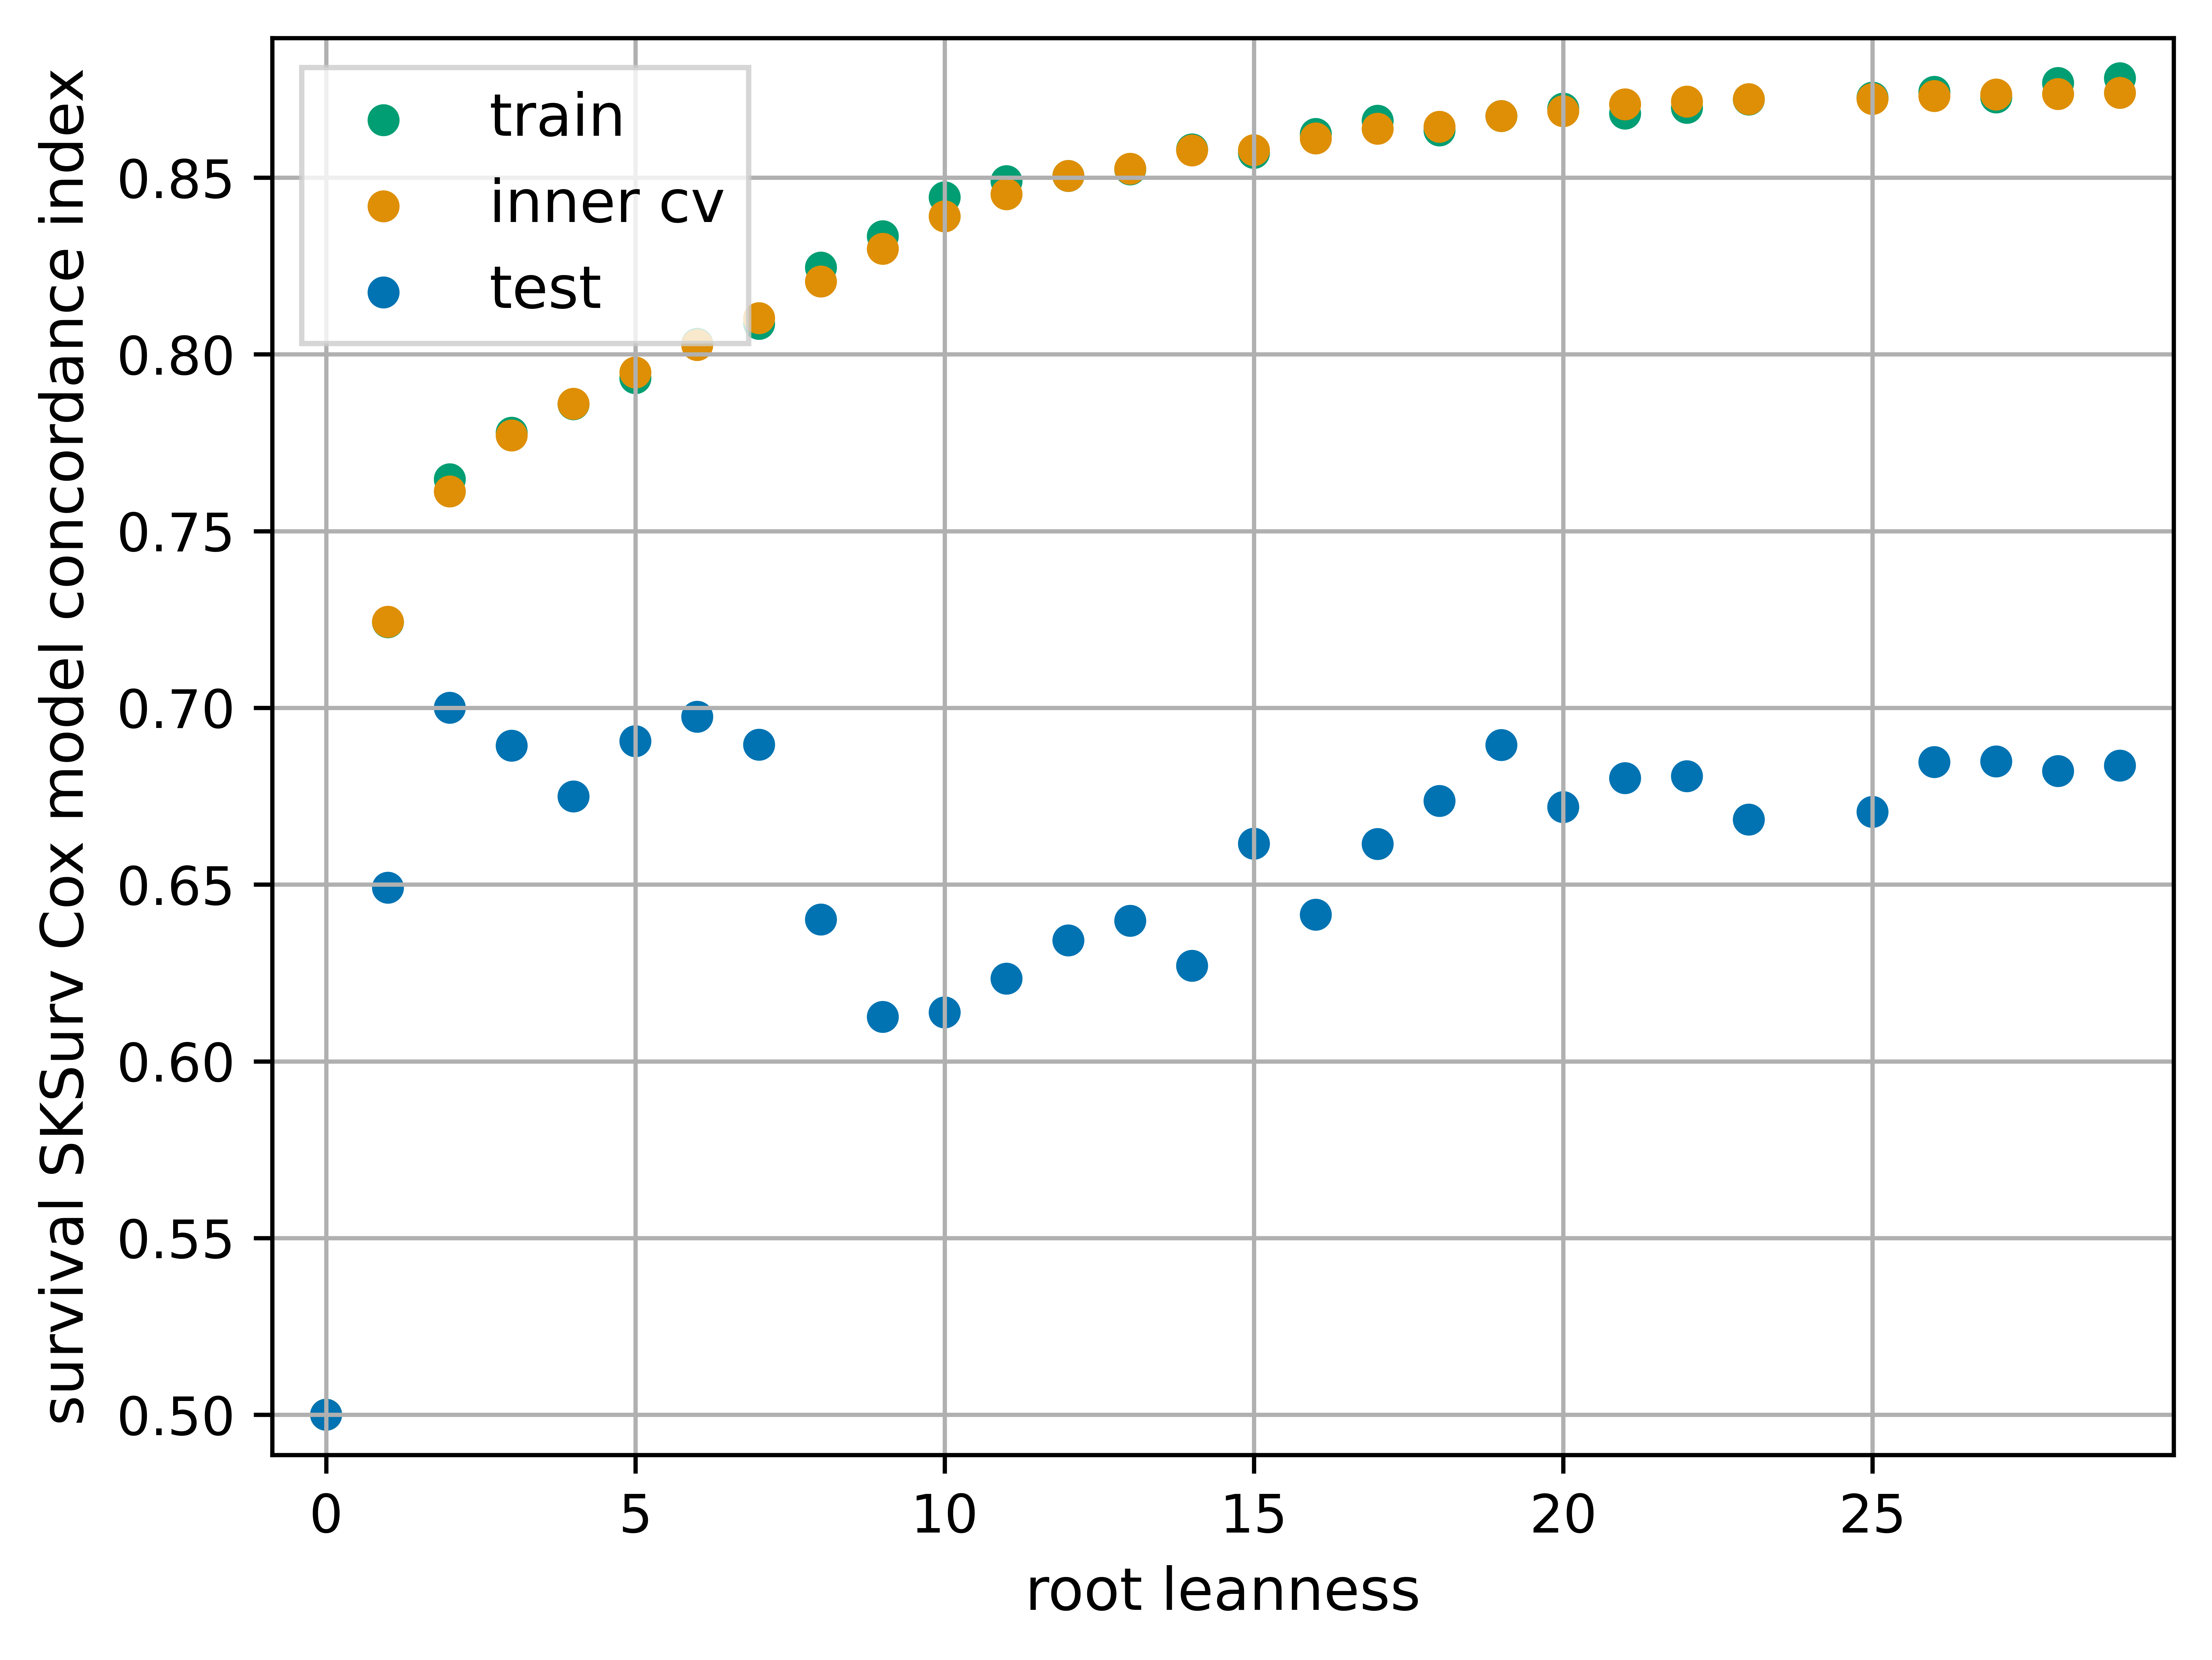 survival SKSurv Cox model concordance index
train
inner cv
test
0.85
0.80
0.75
0.70
0.65
0.60
0.55
0.50
0 5 10 15 20 25
root leanness